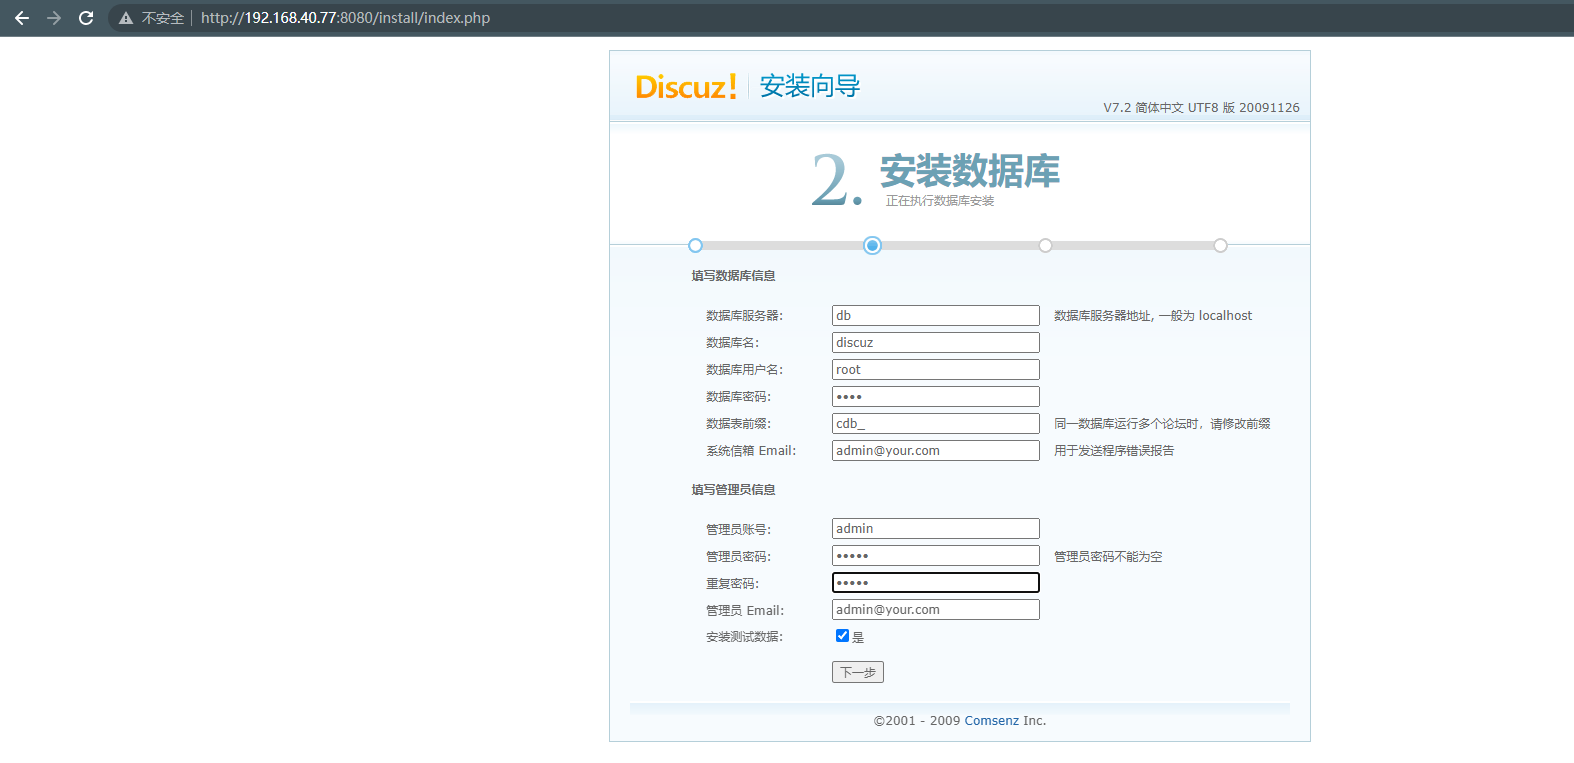 不安全 http://192.168.40.77:8080/install/index.php
Discuz! 安装向导
V7.2 简体中文 UTF8 版 20091126
2. 安装数据库
正在执行数据库安装
填写数据库信息
数据库服务器: db 数据库服务器地址, 一般为 localhost
数据库名: discuz
数据库用户名: root
数据库密码: ••••
数据表前缀: cdb_ 同一数据库运行多个论坛时，请修改前缀
系统信箱 Email: admin@your.com 用于发送程序错误报告
填写管理员信息
管理员账号: admin
管理员密码: ••••• 管理员密码不能为空
重复密码: •••••
管理员 Email: admin@your.com
安装测试数据: 是
下一步
©2001 - 2009 Comsenz Inc.